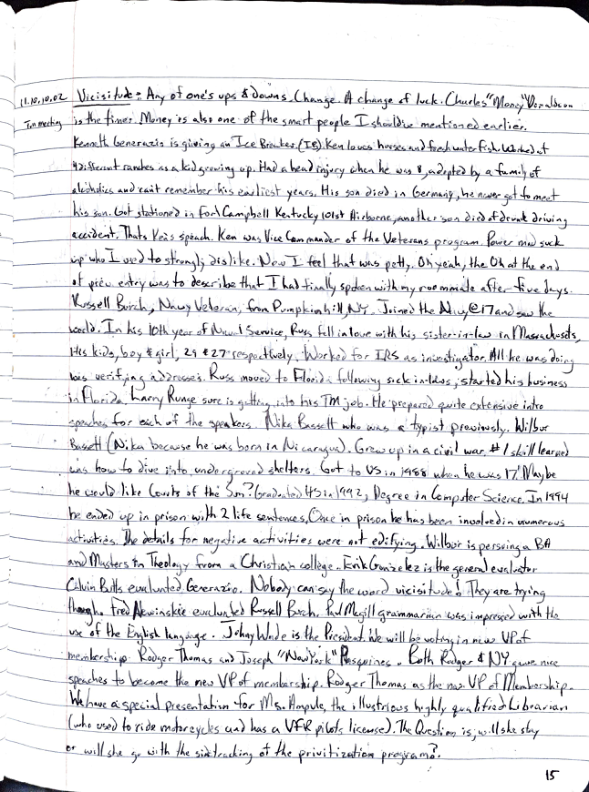 11.10.10.02 Vicisitude: Any of one's ups & downs. Change. A change of luck. Charles "Money" Donaldson
Tm meeting is the timer. Money is also one of the smart people I should've mentioned earlier.
Kenneth Generazio is giving an Ice Breaker. (IB) Ken loves horses and freshwater fish. Worked at
4 different ranches as a kid growing up. Had a head injury when he was 8, adopted by a family of
alcoholics and can't remember his earliest years. His son died in Germany, he never got to meet
his son. Got stationed in Fort Campbell Kentucky 101st Airborne, another son died of drunk driving
accident. Thats Ken's speach. Ken was Vice Commander of the Veterans program. Power mad suck
up who I used to strongly dislike. Now I feel that was petty. Oh yeah, the Oh at the end
of prev. entry was to describe that I had finally spoken with my roommate after five days.
Russell Burch, Navy Veteran, from Pumpkinhill, NY. Joined the Navy @ 17 and saw the
world. In his 10th year of Naval Service, Russ fell in love with his sister-in-law in Massachusets,
His kids, boy & girl, 29 & 27 respectively. Worked for IRS as investigator. All he was doing
was verifying addresses. Russ moved to Florida following sick in-laws, started his business
in Florida. Larry Runge sure is getting into his TM job. He prepared quite extensive intro
speaches for each of the speakers. Nika Bassett who was a typist previously. Wilbur
Bassett (Nika because he was born in Nicaragua). Grew up in a civil war. #1 skill learned
was how to dive into underground shelters. Got to US in 1988 when he was 17! Maybe
he would like Courts of the Sun? Graduated HS in 1992, Degree in Computer Science. In 1994
he ended up in prison with 2 life sentences, Once in prison he has been involved in numerous
activities. The details for negative activities were not edifying. Wilbur is persuing a BA
and Masters in Theology from a Christian college. Erik Gonzelez is the general evaluator
Calvin Butts evaluated Generazio. Nobody can say the word vicisitude! They are trying
though. Fred Newinskie evaluated Russell Burch. Paul Mygill grammarian was impressed with the
use of the English language. Johny Wade is the President. We will be voting in new VP of
membership. Rodger Thomas and Joseph "New York" Pasquines. Both Rodger & NY gave nice
speaches to become the new VP of membership. Rodger Thomas as the new VP of Membership.
We have a special presentation for Ms. Ampule, the illustrious highly qualified Librarian
(who used to ride motorcycles and has a VFR pilots license). The Question is; will she stay
or will she go with the sidetracking of the privitization programs?
15